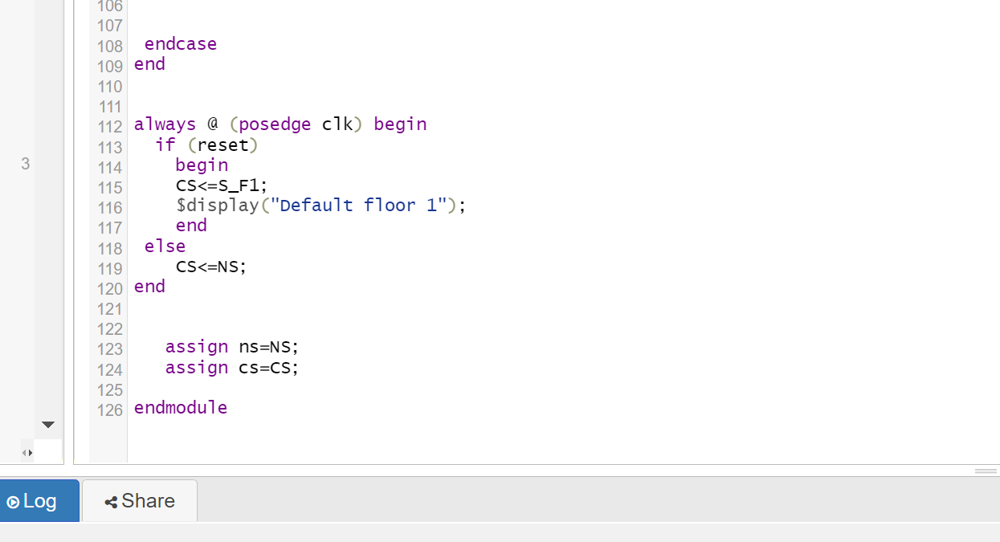 106
107
108 endcase
109 end
110
111
112 always @ (posedge clk) begin
113 if (reset)
3
114 begin
115 CS<=S_F1;
116 $display("Default floor 1");
117 end
118 else
119 CS<=NS;
120 end
121
122
123 assign ns=NS;
124 assign cs=CS;
125
126 endmodule
Log
Share